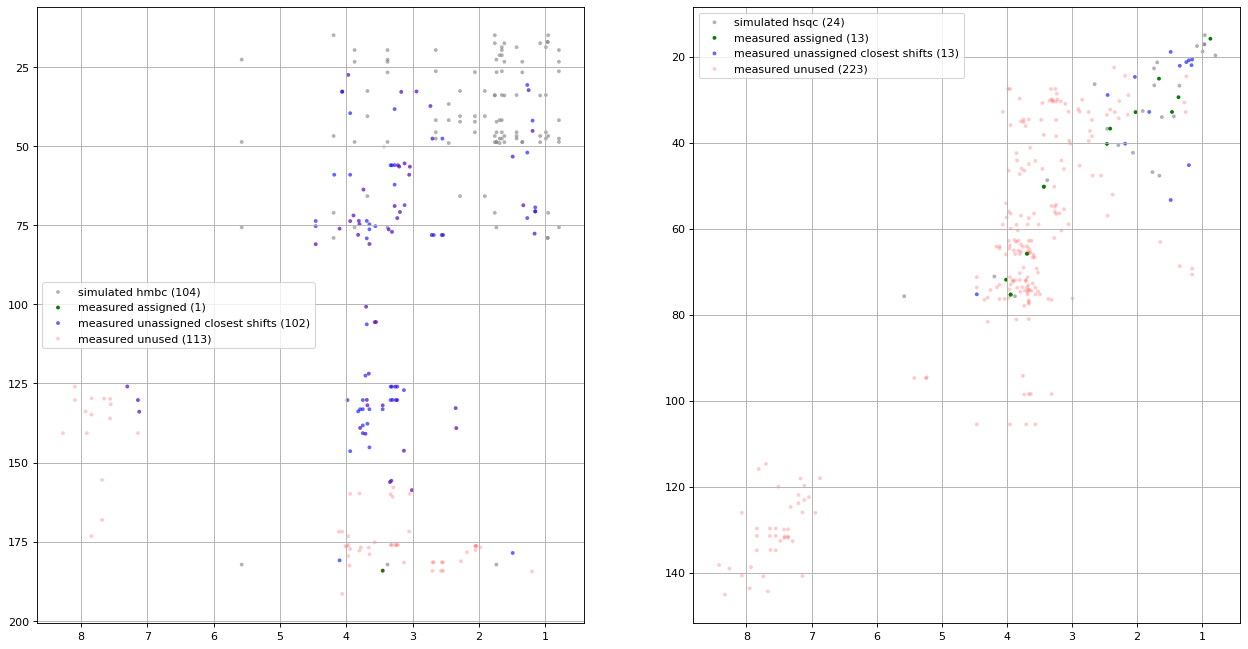 simulated hmbc (104)
measured assigned (1)
measured unassigned closest shifts (102)
measured unused (113)
25
50
75
100
125
150
175
200
8 7 6 5 4 3 2 1
simulated hsqc (24)
measured assigned (13)
measured unassigned closest shifts (13)
measured unused (223)
20
40
60
80
100
120
140
8 7 6 5 4 3 2 1